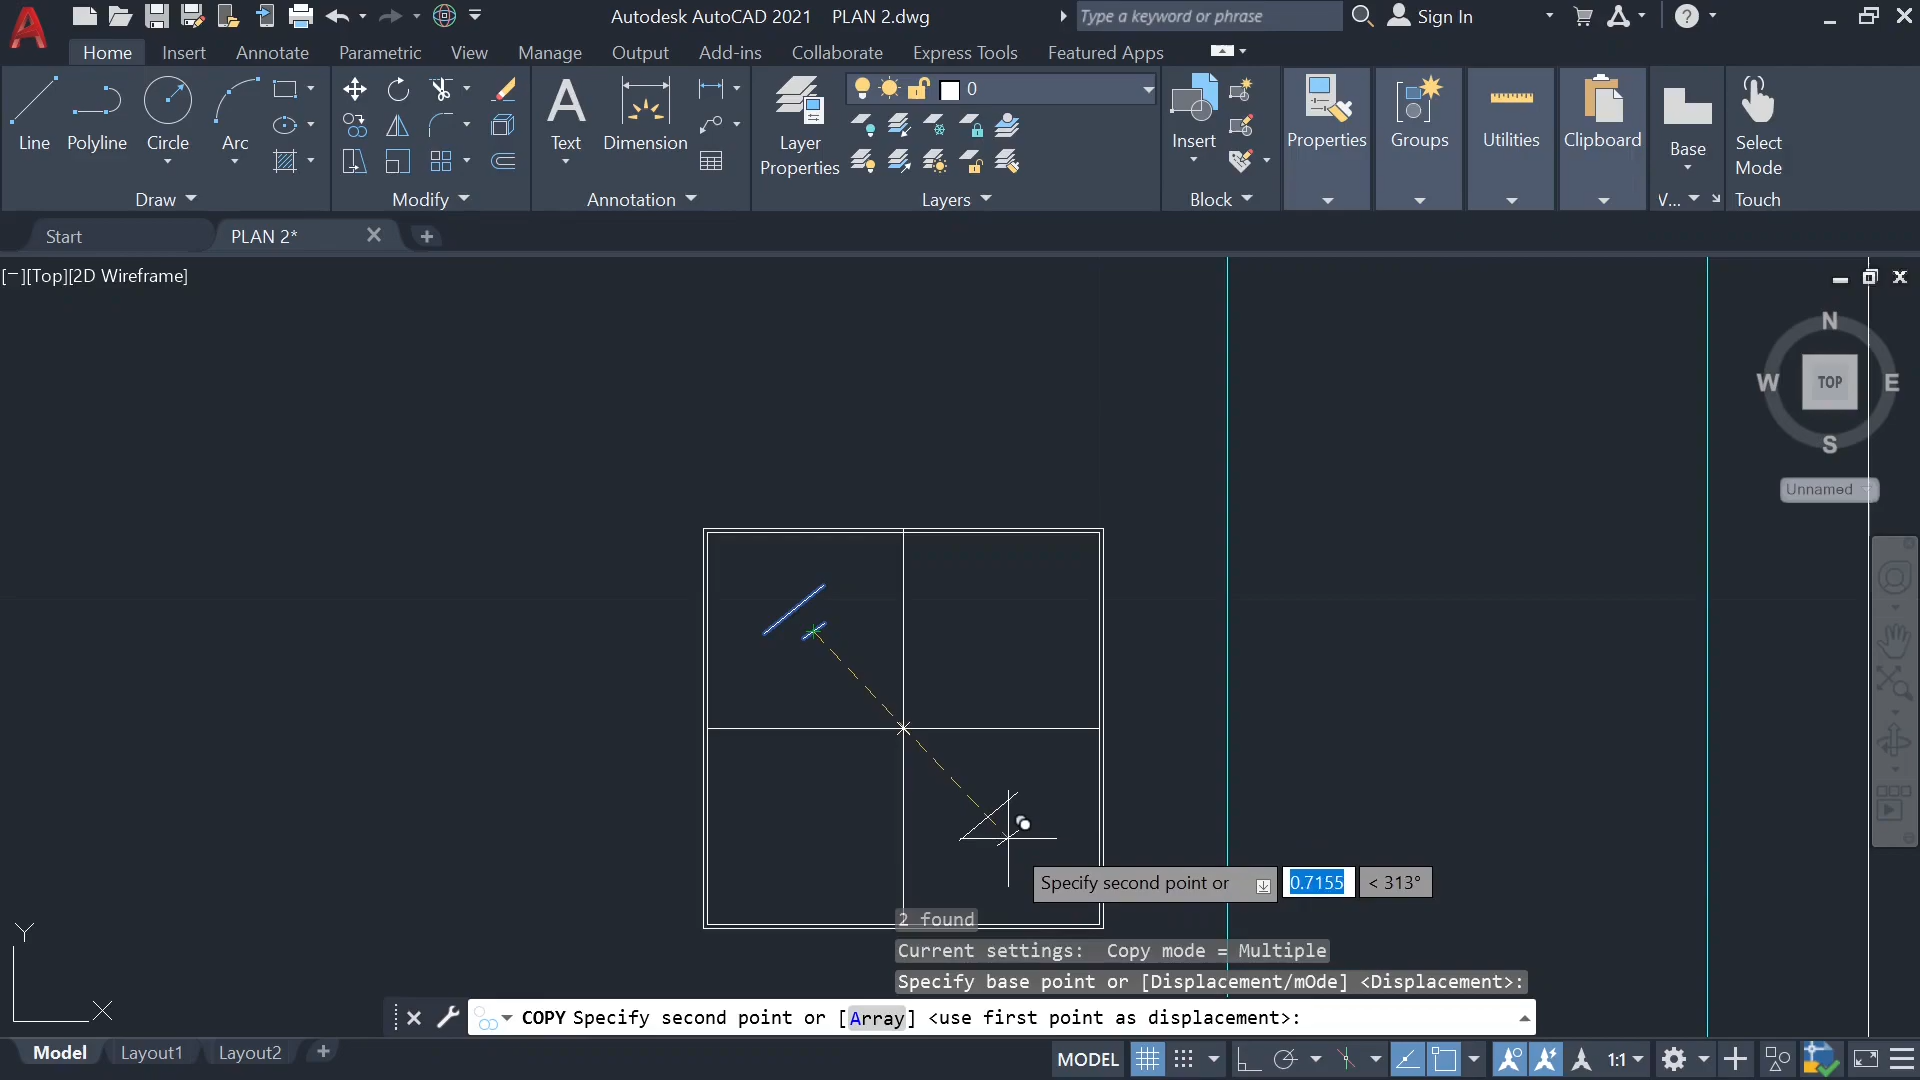 Autodesk AutoCAD 2021 PLAN 2.dwg
Type a keyword or phrase
Sign In
Home Insert Annotate Parametric View Manage Output Add-ins Collaborate Express Tools Featured Apps
0
Line Polyline Circle Arc
Text Dimension
Layer
Properties
Insert
Properties Groups Utilities Clipboard Base
Select
Mode
Draw Modify Annotation Layers Block V... Touch
Start PLAN 2*
[−][Top][2D Wireframe]
N
W TOP E
S
Unnamed
Specify second point or 0.7155 < 313°
2 found
Current settings: Copy mode = Multiple
Specify base point or [Displacement/mOde] <Displacement>:
COPY Specify second point or [Array] <use first point as displacement>:
Y
X
Model Layout1 Layout2
MODEL 1:1